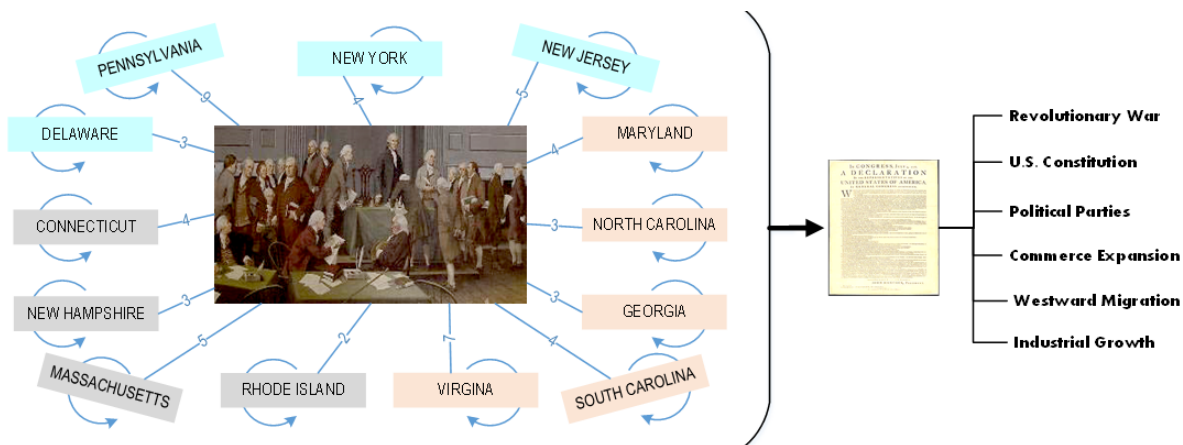 PENNSYLVANIA
NEW YORK
NEW JERSEY
9
4
5
DELAWARE
3
4
MARYLAND
CONNECTICUT
4
3
NORTH CAROLINA
NEW HAMPSHIRE
3
3
GEORGIA
MASSACHUSETTS
5
RHODE ISLAND
2
VIRGINA
7
SOUTH CAROLINA
4
A DECLARATION
UNITED STATES OF AMERICA
Revolutionary War
U.S. Constitution
Political Parties
Commerce Expansion
Westward Migration
Industrial Growth